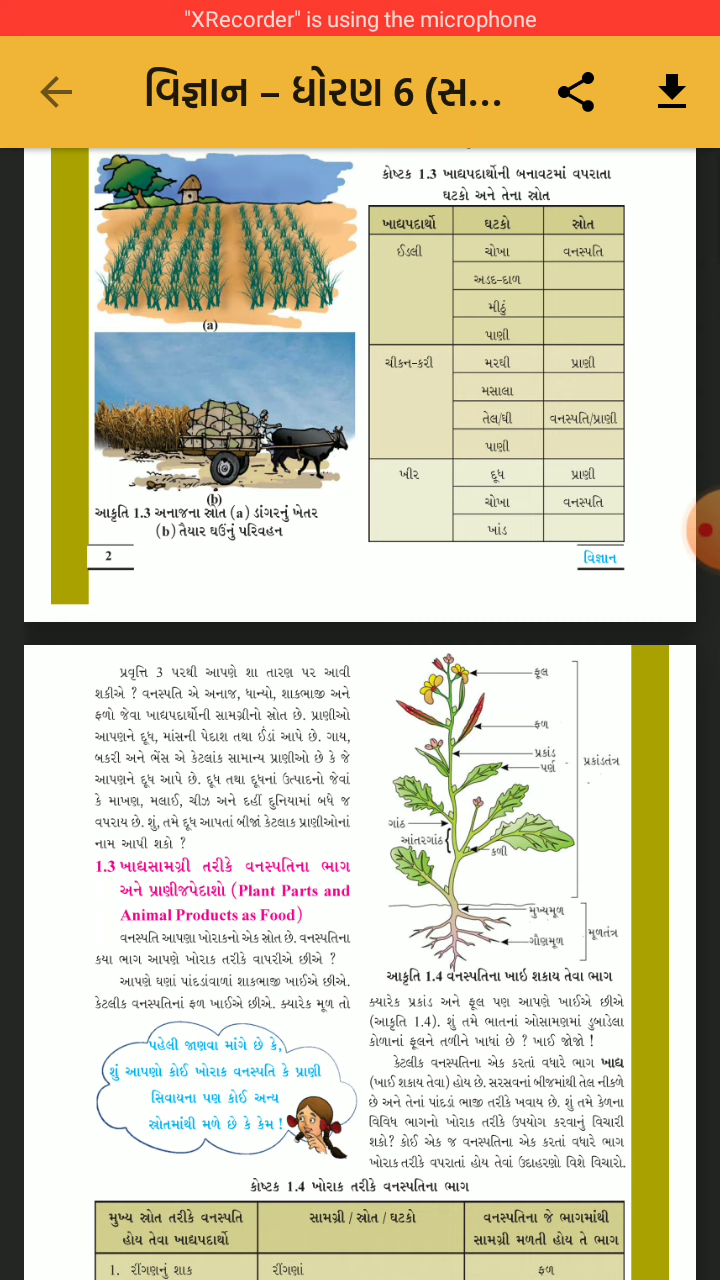 "XRecorder" is using the microphone
વિજ્ઞાન – ધોરણ 6 (સ...
(a)
(b)
આકૃતિ 1.3 અનાજના સ્રોત (a) ડાંગરનું ખેતર
(b) તૈયાર ઘઉંનું પરિવહન
કોષ્ટક 1.3 ખાદ્યપદાર્થોની બનાવટમાં વપરાતા
ઘટકો અને તેના સ્રોત
ખાદ્યપદાર્થો ઘટકો સ્રોત
ઈડલી ચોખા વનસ્પતિ
અડદ-દાળ
મીઠું
પાણી
ચીકન-કરી મરઘી પ્રાણી
મસાલા
તેલ/ઘી વનસ્પતિ/પ્રાણી
પાણી
ખીર દૂધ પ્રાણી
ચોખા વનસ્પતિ
ખાંડ
2
વિજ્ઞાન
પ્રવૃત્તિ 3 પરથી આપણે શા તારણ પર આવી
શકીએ ? વનસ્પતિ એ અનાજ, ધાન્યો, શાકભાજી અને
ફળો જેવા ખાદ્યપદાર્થોની સામગ્રીનો સ્રોત છે. પ્રાણીઓ
આપણને દૂધ, માંસની પેદાશ તથા ઈંડાં આપે છે. ગાય,
બકરી અને ભેંસ એ કેટલાંક સામાન્ય પ્રાણીઓ છે કે જે
આપણને દૂધ આપે છે. દૂધ તથા દૂધનાં ઉત્પાદનો જેવાં
કે માખણ, મલાઈ, ચીઝ અને દહીં દુનિયામાં બધે જ
વપરાય છે. શું, તમે દૂધ આપતાં બીજાં કેટલાક પ્રાણીઓનાં
નામ આપી શકો ?
1.3 ખાદ્યસામગ્રી તરીકે વનસ્પતિના ભાગ
અને પ્રાણીજપેદાશો (Plant Parts and
Animal Products as Food)
વનસ્પતિ આપણા ખોરાકનો એક સ્રોત છે. વનસ્પતિના
કયા ભાગ આપણે ખોરાક તરીકે વાપરીએ છીએ ?
આપણે ઘણાં પાંદડાંવાળાં શાકભાજી ખાઈએ છીએ.
કેટલીક વનસ્પતિનાં ફળ ખાઈએ છીએ. ક્યારેક મૂળ તો
પહેલી જાણવા માંગે છે કે,
શું આપણો કોઈ ખોરાક વનસ્પતિ કે પ્રાણી
સિવાયના પણ કોઈ અન્ય
સ્રોતમાંથી મળે છે કે કેમ !
ફૂલ
ફળ
પ્રકાંડ
પર્ણ
પ્રકાંડતંત્ર
ગાંઠ
આંતરગાંઠ
કળી
મુખ્યમૂળ
મૂળતંત્ર
ગૌણમૂળ
આકૃતિ 1.4 વનસ્પતિના ખાઈ શકાય તેવા ભાગ
ક્યારેક પ્રકાંડ અને ફૂલ પણ આપણે ખાઈએ છીએ
(આકૃતિ 1.4). શું તમે ભાતનાં ઓસામણમાં ડુબાડેલા
કોળાનાં ફૂલને તળીને ખાધાં છે ? ખાઈ જોજો !
કેટલીક વનસ્પતિના એક કરતાં વધારે ભાગ ખાદ્ય
(ખાઈ શકાય તેવા) હોય છે. સરસવનાં બીજમાંથી તેલ નીકળે
છે અને તેનાં પાંદડાં ભાજી તરીકે ખવાય છે. શું તમે કેળના
વિવિધ ભાગનો ખોરાક તરીકે ઉપયોગ કરવાનું વિચારી
શકો? કોઈ એક જ વનસ્પતિના એક કરતાં વધારે ભાગ
ખોરાક તરીકે વપરાતાં હોય તેવાં ઉદાહરણો વિશે વિચારો.
કોષ્ટક 1.4 ખોરાક તરીકે વનસ્પતિના ભાગ
મુખ્ય સ્રોત તરીકે વનસ્પતિ સામગ્રી / સ્રોત / ઘટકો વનસ્પતિના જે ભાગમાંથી
હોય તેવા ખાદ્યપદાર્થો સામગ્રી મળતી હોય તે ભાગ
1. રીંગણનું શાક રીંગણાં ફળ